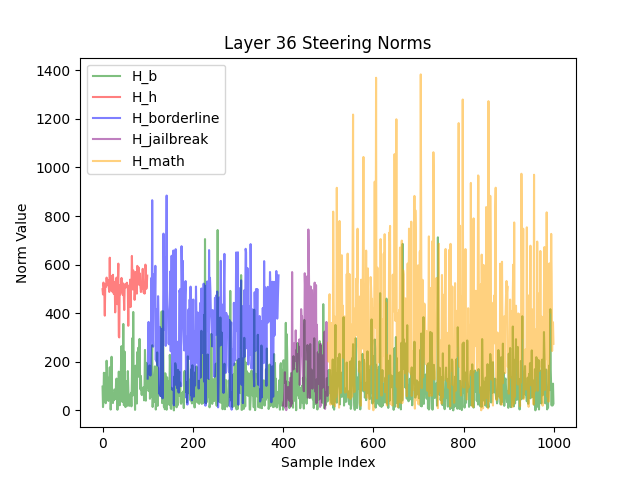 Layer 36 Steering Norms
H_b
H_h
H_borderline
H_jailbreak
H_math
Norm Value
1400
1200
1000
800
600
400
200
0
0 200 400 600 800 1000
Sample Index